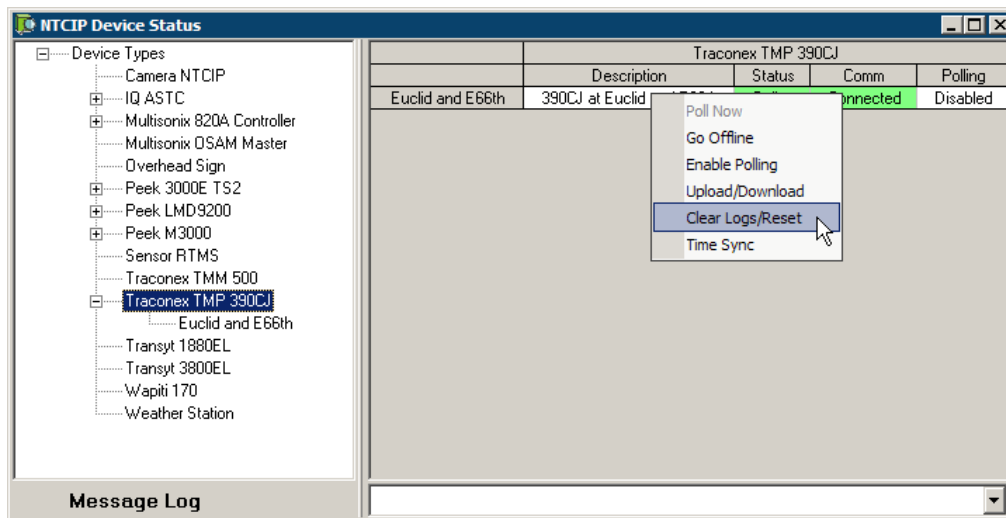 NTCIP Device Status
Device Types
Camera NTCIP
IQ ASTC
Multisonix 820A Controller
Multisonix OSAM Master
Overhead Sign
Peek 3000E TS2
Peek LMD9200
Peek M3000
Sensor RTMS
Traconex TMM 500
Traconex TMP 390CJ
Euclid and E66th
Transyt 1880EL
Transyt 3800EL
Wapiti 170
Weather Station
Traconex TMP 390CJ
Description Status Comm Polling
Euclid and E66th 390CJ at Euclid Connected Disabled
Poll Now
Go Offline
Enable Polling
Upload/Download
Clear Logs/Reset
Time Sync
Message Log